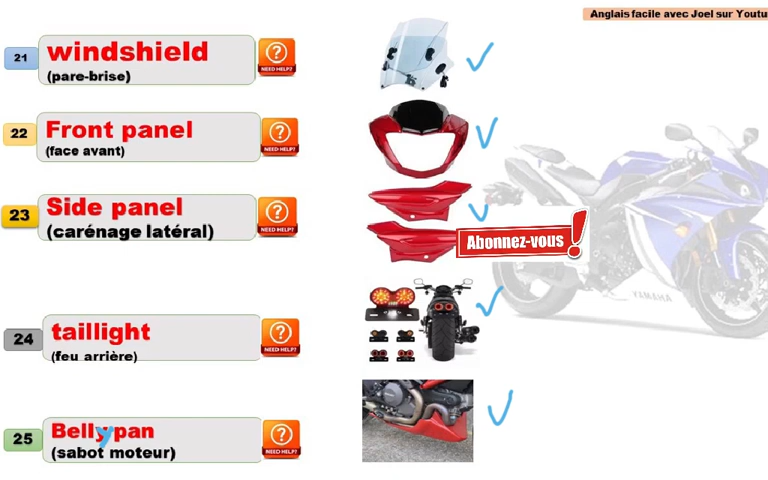 Anglais facile avec Joel sur Youtu
21
windshield
(pare-brise)
NEED HELP?
22
Front panel
(face avant)
NEED HELP?
23
Side panel
(carénage latéral)
NEED HELP?
Abonnez-vous !
24
taillight
(feu arrière)
NEED HELP?
25
Belly pan
(sabot moteur)
NEED HELP?
YAMAHA